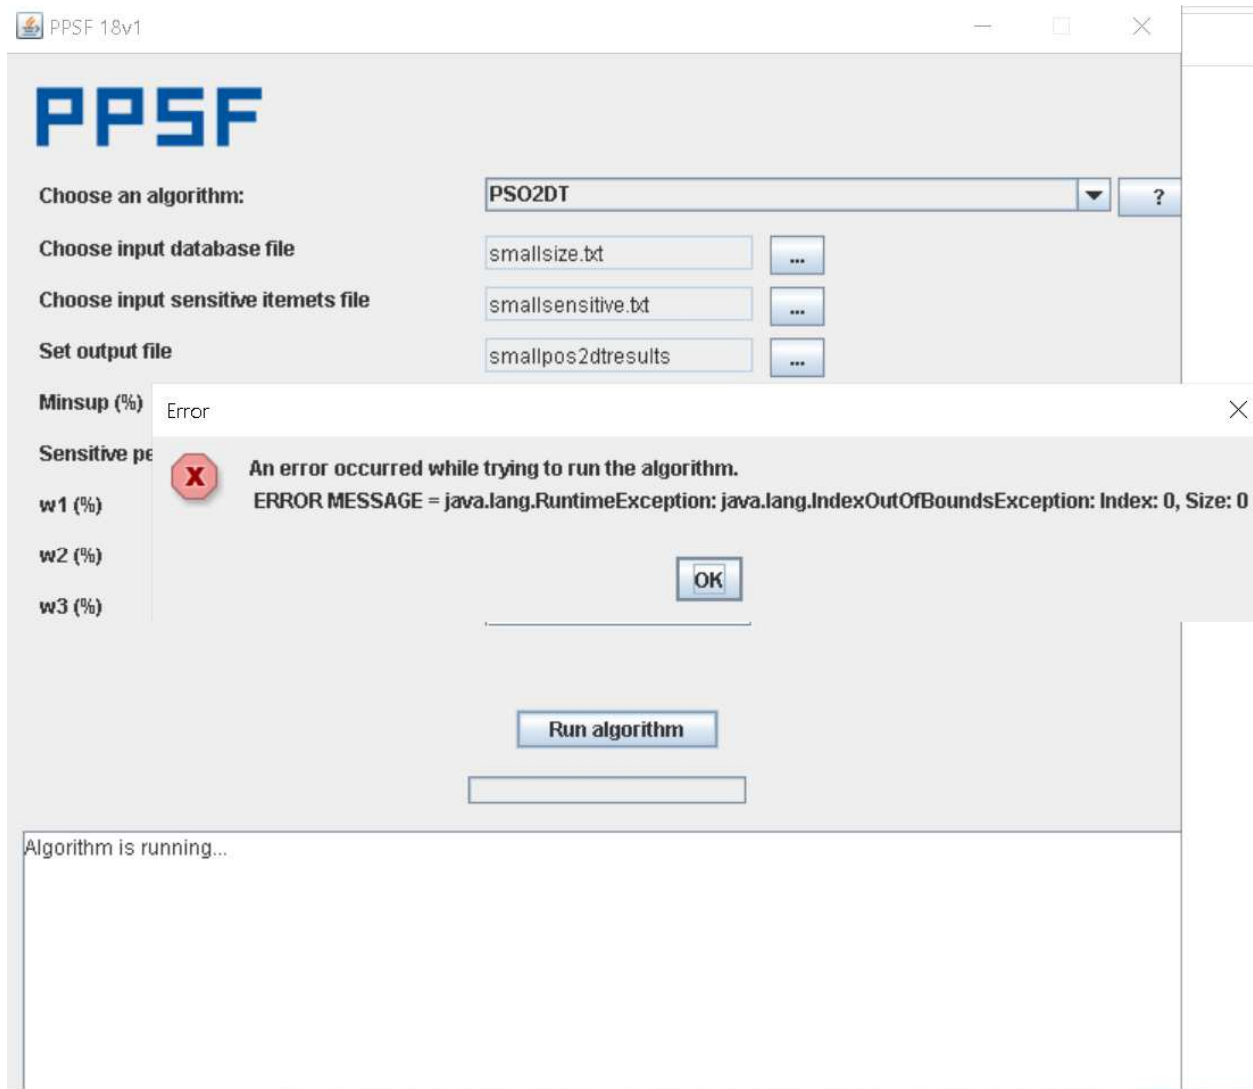 PPSF 18v1
PPSF
Choose an algorithm: PSO2DT ?
Choose input database file smallsize.txt ...
Choose input sensitive itemets file smallsensitive.txt ...
Set output file smallpos2dtresults ...
Minsup (%)
Error
Sensitive pe
An error occurred while trying to run the algorithm.
ERROR MESSAGE = java.lang.RuntimeException: java.lang.IndexOutOfBoundsException: Index: 0, Size: 0
w1 (%)
w2 (%)
OK
w3 (%)
Run algorithm
Algorithm is running...